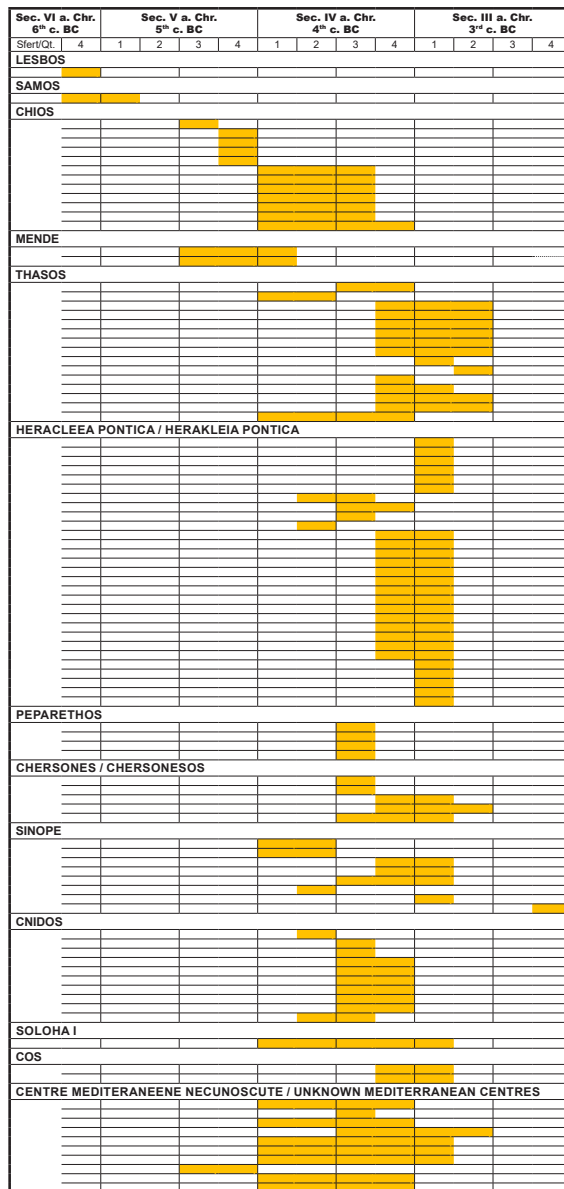 Sec. VI a. Chr. Sec. V a. Chr. Sec. IV a. Chr. Sec. III a. Chr.
6th c. BC 5th c. BC 4th c. BC 3rd c. BC
Sfert/Qt. 4 1 2 3 4 1 2 3 4 1 2 3 4
LESBOS
SAMOS
CHIOS
MENDE
THASOS
HERACLEEA PONTICA / HERAKLEIA PONTICA
PEPARETHOS
CHERSONES / CHERSONESOS
SINOPE
CNIDOS
SOLOHA I
COS
CENTRE MEDITERANEENE NECUNOSCUTE / UNKNOWN MEDITERRANEAN CENTRES